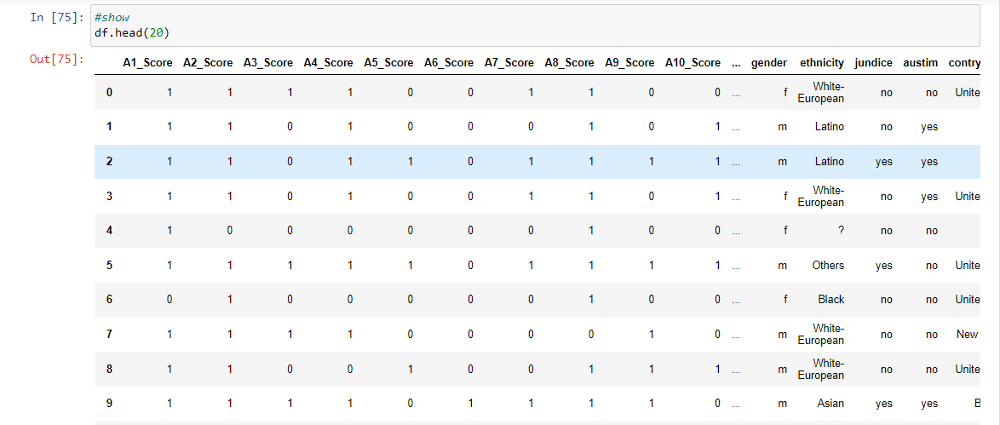 In [75]: #show
df.head(20)
Out[75]:
A1_Score A2_Score A3_Score A4_Score A5_Score A6_Score A7_Score A8_Score A9_Score A10_Score ... gender ethnicity jundice austim contry
0 1 1 1 1 0 0 1 1 0 0 ... f White-European no no Unite
1 1 1 0 1 0 0 0 1 0 1 ... m Latino no yes
2 1 1 0 1 1 0 1 1 1 1 ... m Latino yes yes
3 1 1 0 1 0 0 1 1 0 1 ... f White-European no yes Unite
4 1 0 0 0 0 0 0 1 0 0 ... f ? no no
5 1 1 1 1 1 0 1 1 1 1 ... m Others yes no Unite
6 0 1 0 0 0 0 0 1 0 0 ... f Black no no Unite
7 1 1 1 1 0 0 0 0 1 0 ... m White-European no no New
8 1 1 0 0 1 0 0 1 1 1 ... m White-European no no Unite
9 1 1 1 1 0 1 1 1 1 0 ... m Asian yes yes B